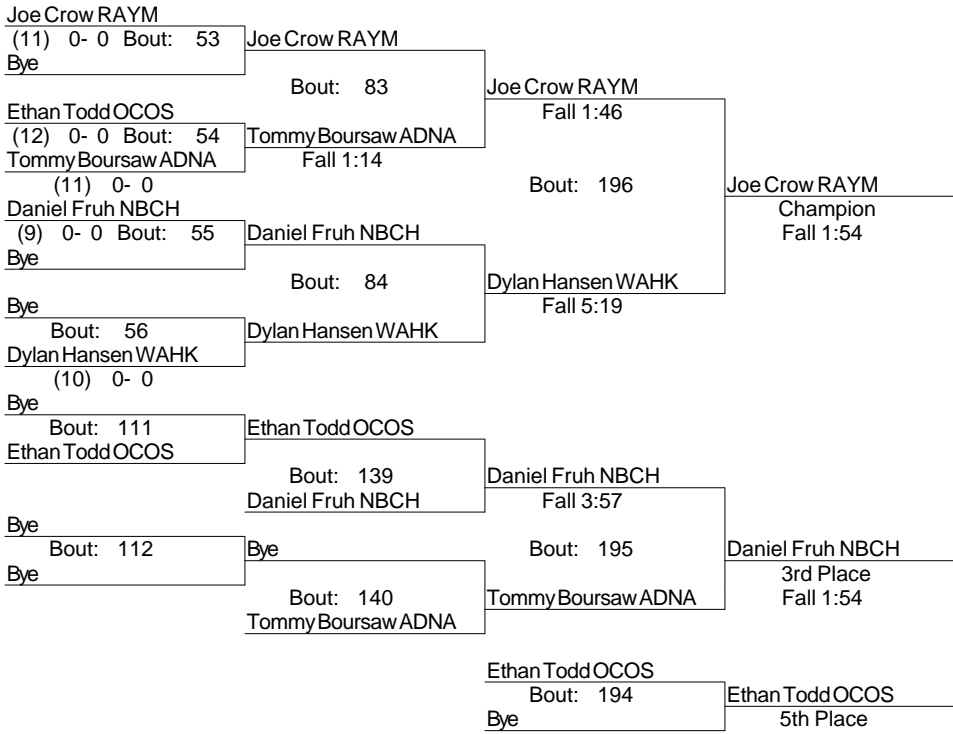 Joe Crow RAYM
(11) 0- 0 Bout: 53 Joe Crow RAYM
Bye
Bout: 83 Joe Crow RAYM
Ethan Todd OCOS Fall 1:46
(12) 0- 0 Bout: 54 Tommy Boursaw ADNA
Tommy Boursaw ADNA Fall 1:14
(11) 0- 0 Bout: 196 Joe Crow RAYM
Daniel Fruh NBCH Champion
(9) 0- 0 Bout: 55 Daniel Fruh NBCH Fall 1:54
Bye
Bout: 84 Dylan Hansen WAHK
Bye Fall 5:19
Bout: 56 Dylan Hansen WAHK
Dylan Hansen WAHK
(10) 0- 0
Bye
Bout: 111 Ethan Todd OCOS
Ethan Todd OCOS
Bout: 139 Daniel Fruh NBCH
Daniel Fruh NBCH Fall 3:57
Bye
Bout: 112 Bye Bout: 195 Daniel Fruh NBCH
Bye 3rd Place
Bout: 140 Tommy Boursaw ADNA Fall 1:54
Tommy Boursaw ADNA
Ethan Todd OCOS
Bout: 194 Ethan Todd OCOS
Bye 5th Place